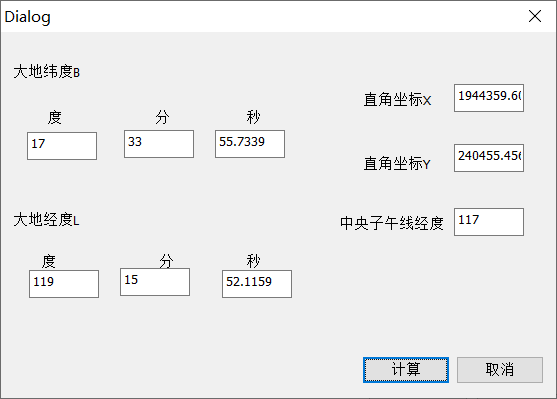 Dialog
大地纬度B
度 分 秒
17 33 55.7339
直角坐标X 1944359.60
直角坐标Y 240455.456
大地经度L
中央子午线经度 117
度 分 秒
119 15 52.1159
计算 取消